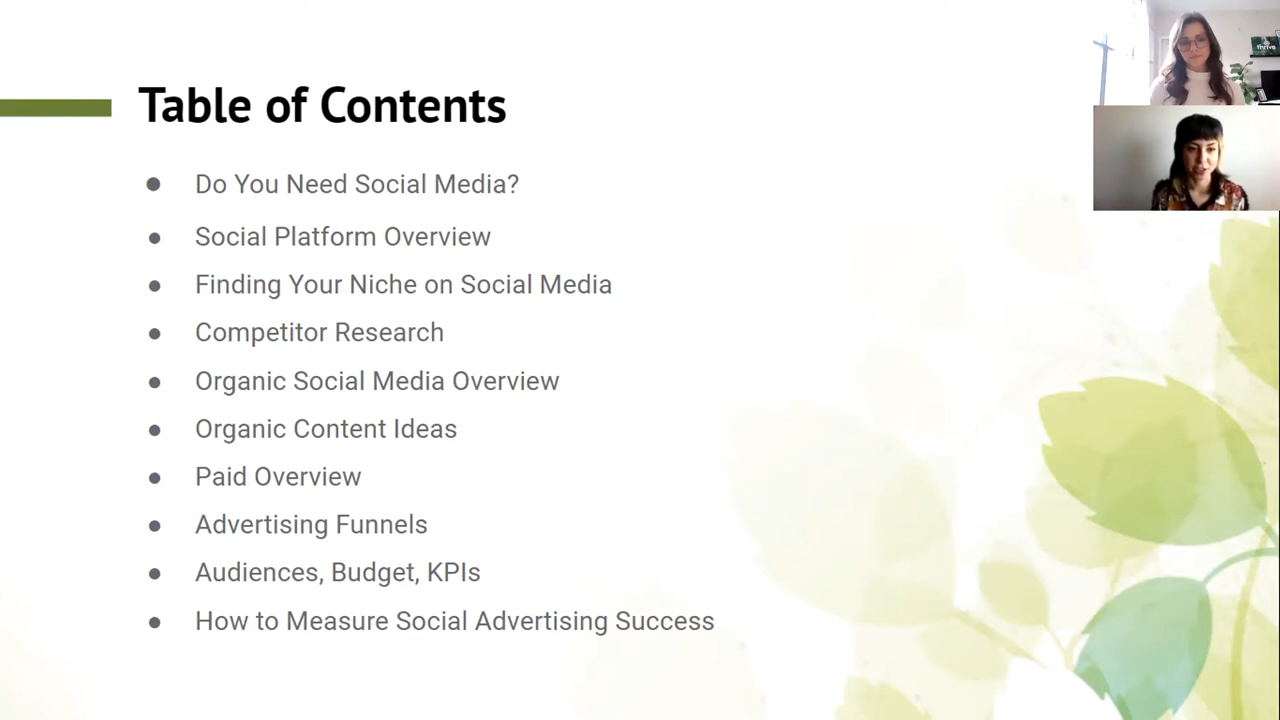 thrive
Table of Contents
Do You Need Social Media?
Social Platform Overview
Finding Your Niche on Social Media
Competitor Research
Organic Social Media Overview
Organic Content Ideas
Paid Overview
Advertising Funnels
Audiences, Budget, KPIs
How to Measure Social Advertising Success